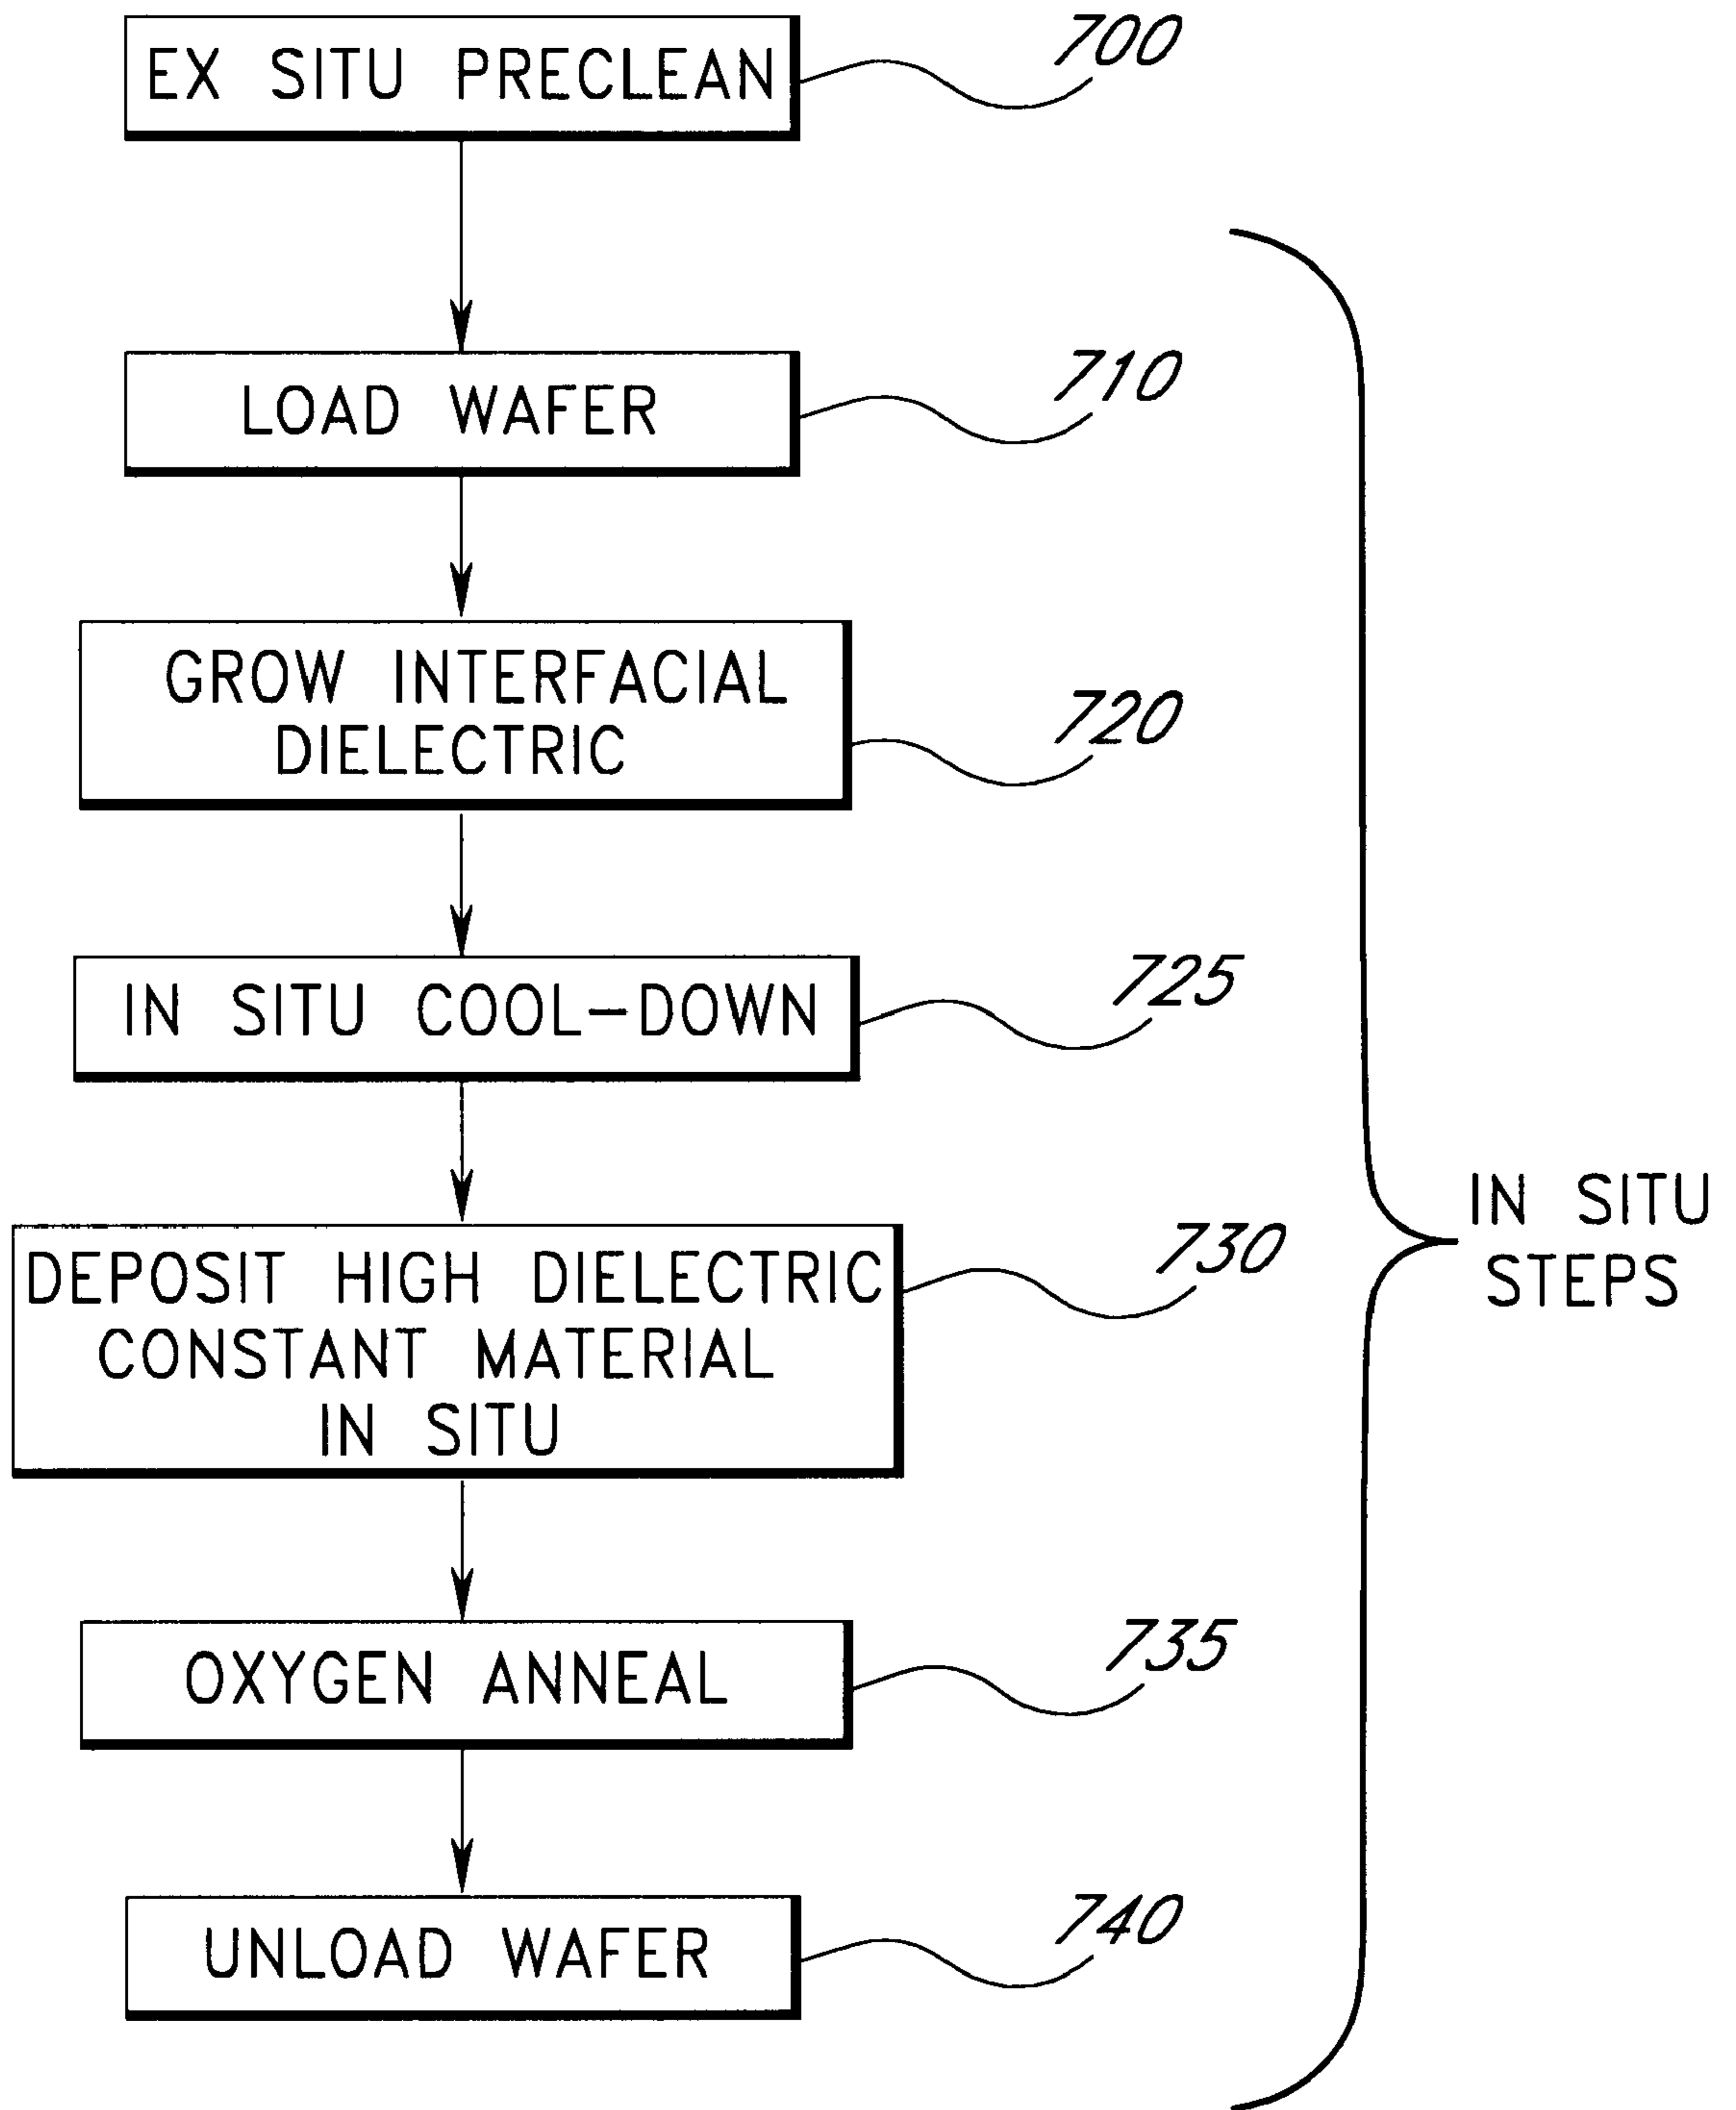 EX SITU PRECLEAN
700
LOAD WAFER
710
GROW INTERFACIAL
DIELECTRIC
720
IN SITU COOL-DOWN
725
DEPOSIT HIGH DIELECTRIC
CONSTANT MATERIAL
IN SITU
730
OXYGEN ANNEAL
735
UNLOAD WAFER
740
IN SITU
STEPS